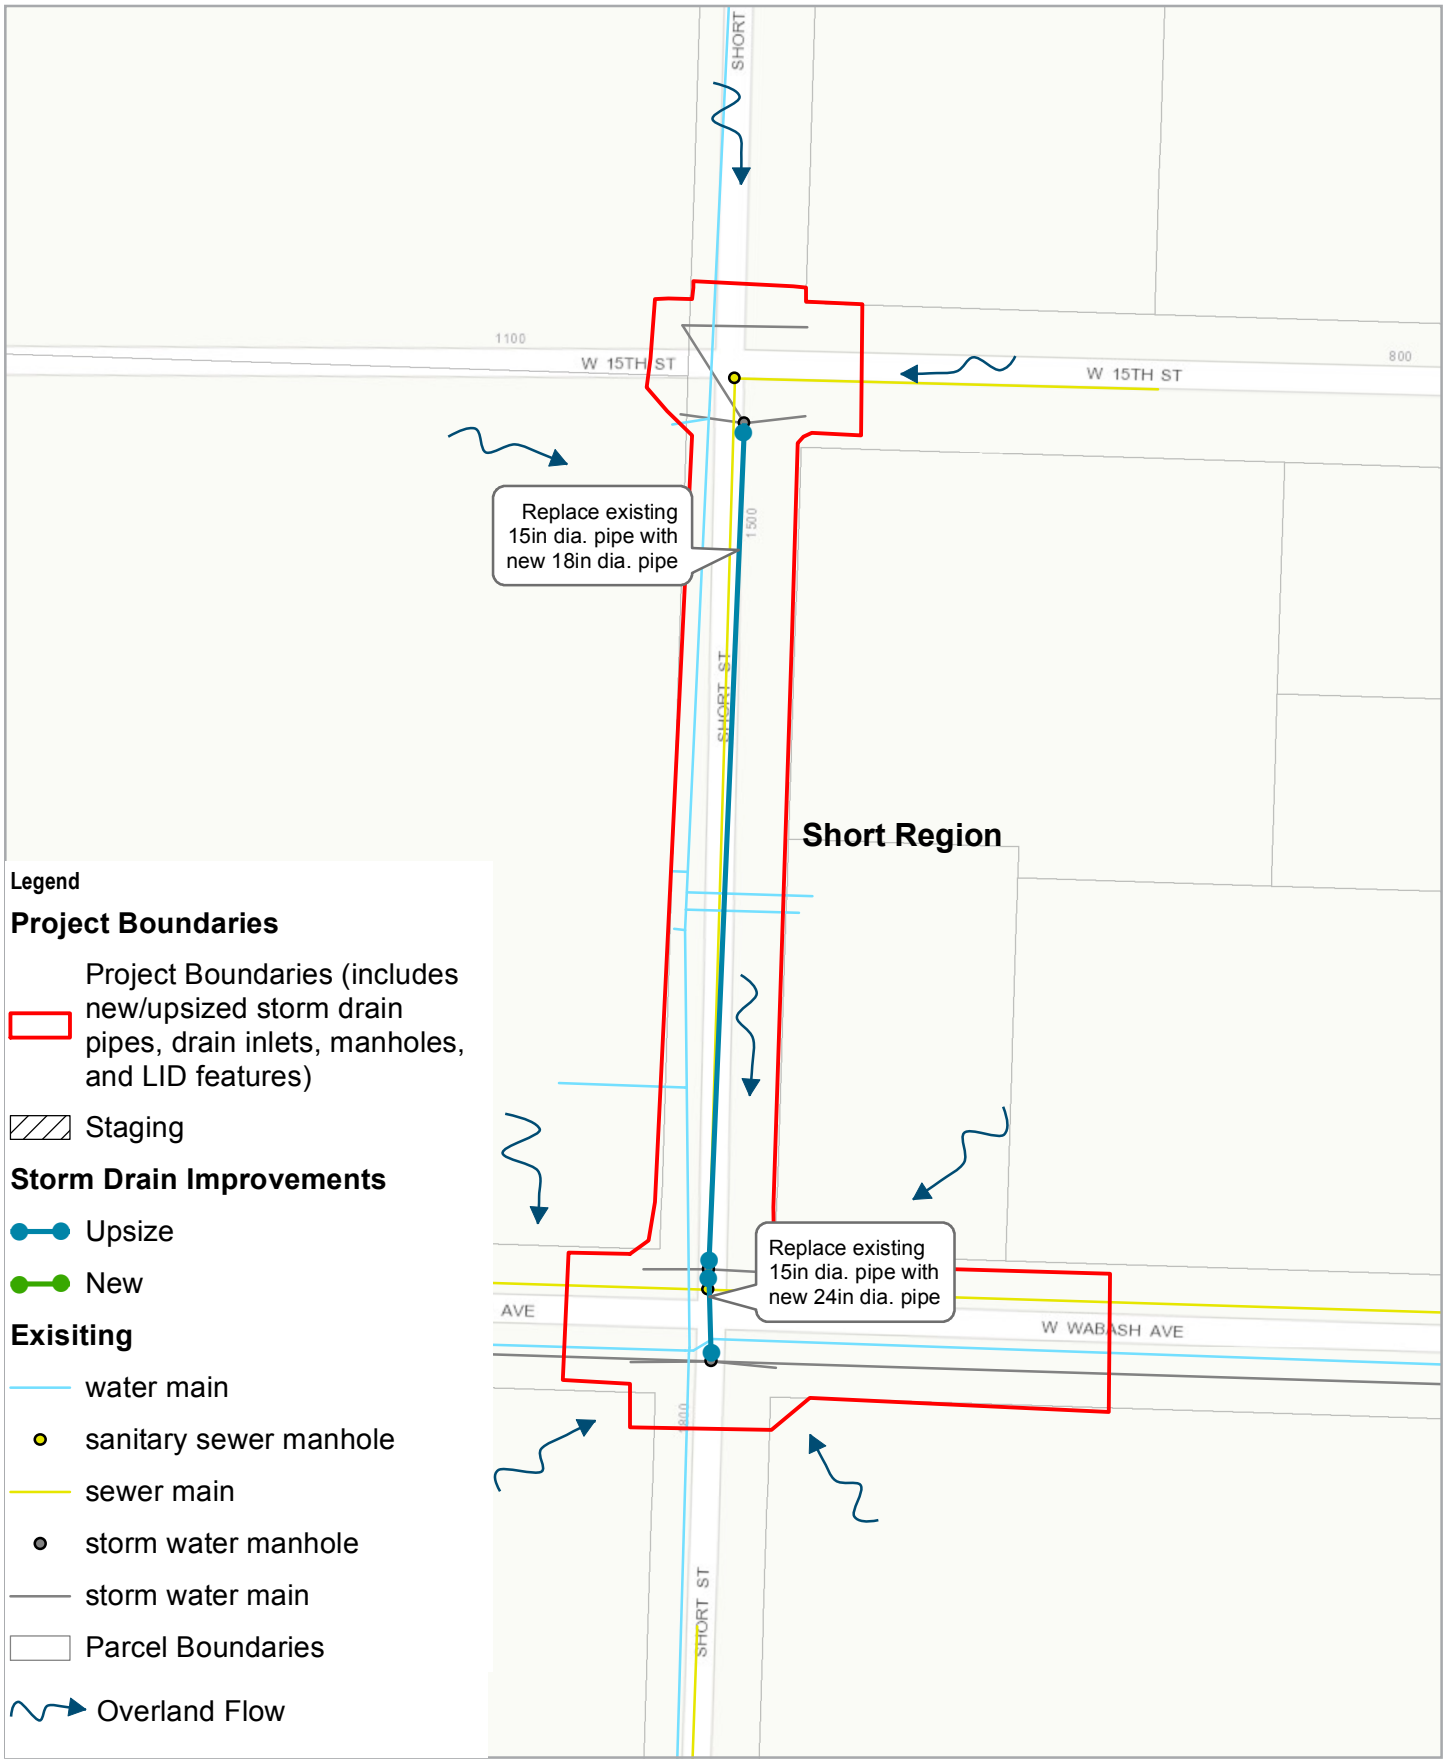 SHORT
1100
W 15TH ST
W 15TH ST
800
Replace existing
15in dia. pipe with
new 18in dia. pipe
1500
SHORT ST
Short Region
Legend
Project Boundaries
Project Boundaries (includes
new/upsized storm drain
pipes, drain inlets, manholes,
and LID features)
Staging
Storm Drain Improvements
Upsize
New
Exisiting
water main
sanitary sewer manhole
sewer main
storm water manhole
storm water main
Parcel Boundaries
Overland Flow
Replace existing
15in dia. pipe with
new 24in dia. pipe
AVE
W WABASH AVE
SHORT ST